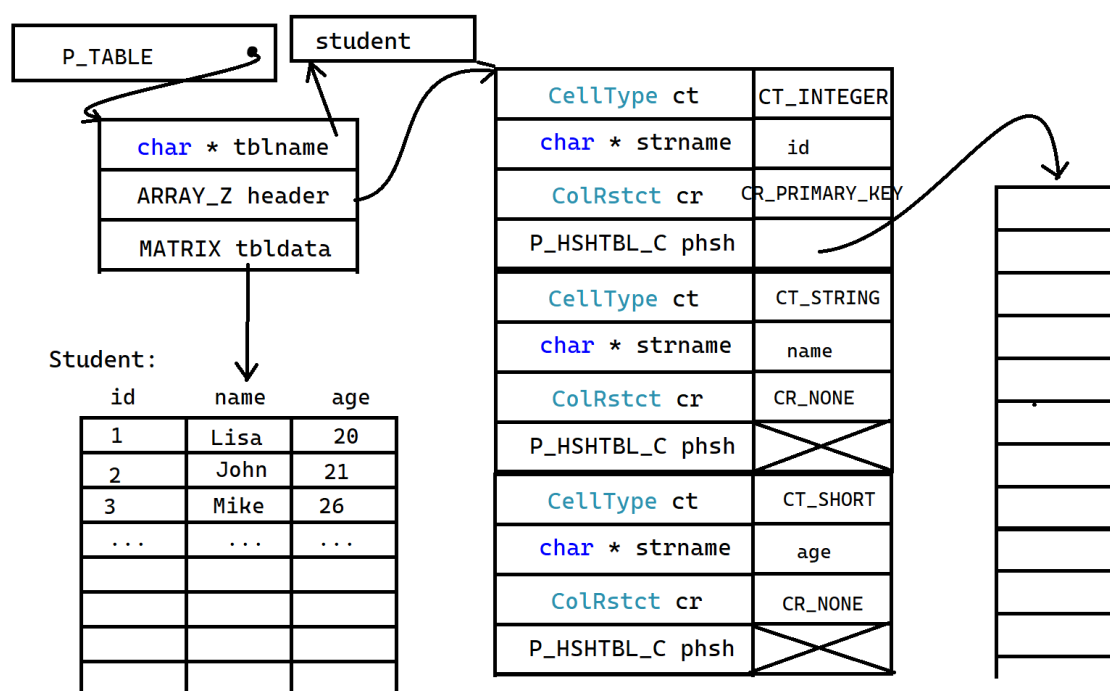 P_TABLE
student
char * tblname
ARRAY_Z header
MATRIX tbldata
CellType ct CT_INTEGER
char * strname id
ColRstct cr CR_PRIMARY_KEY
P_HSHTBL_C phsh
CellType ct CT_STRING
char * strname name
ColRstct cr CR_NONE
P_HSHTBL_C phsh
CellType ct CT_SHORT
char * strname age
ColRstct cr CR_NONE
P_HSHTBL_C phsh
Student:
id name age
1 Lisa 20
2 John 21
3 Mike 26
... ... ...